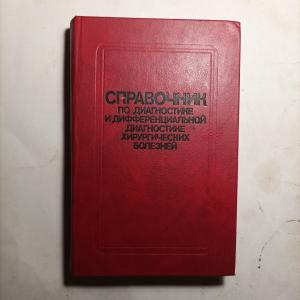 СПРАВОЧНИК
ПО ДИАГНОСТИКЕ
И ДИФФЕРЕНЦИАЛЬНОЙ
ДИАГНОСТИКЕ
ХИРУРГИЧЕСКИХ
БОЛЕЗНЕЙ